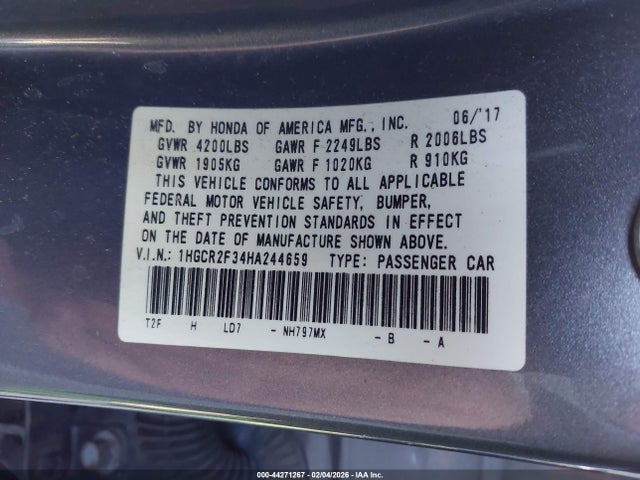 MFD. BY HONDA OF AMERICA MFG., INC. 06/'17
GVWR 4200LBS GAWR F 2249LBS R 2006LBS
GVWR 1905KG GAWR F 1020KG R 910KG
THIS VEHICLE CONFORMS TO ALL APPLICABLE
FEDERAL MOTOR VEHICLE SAFETY, BUMPER,
AND THEFT PREVENTION STANDARDS IN EFFECT
ON THE DATE OF MANUFACTURE SHOWN ABOVE.
V.I.N.: 1HGCR2F34HA244659 TYPE: PASSENGER CAR
T2F H LD7 - NH797MX - B - A
000-44271267 - 02/04/2026 - IAA Inc.